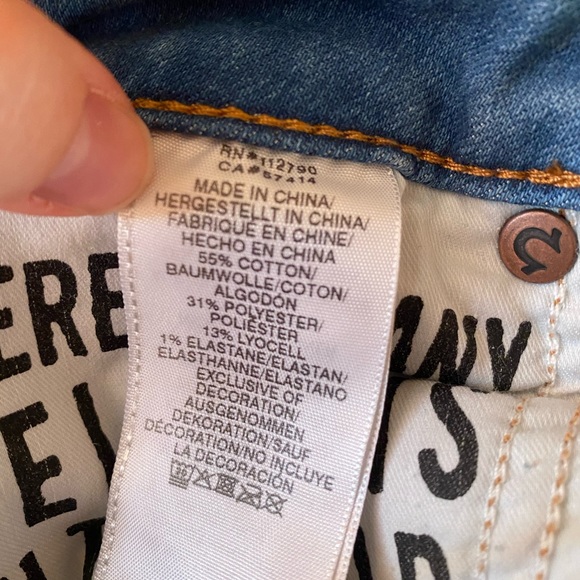 RN#112790
CA#57414
MADE IN CHINA/
HERGESTELLT IN CHINA/
FABRIQUÉ EN CHINE/
HECHO EN CHINA
55% COTTON/
BAUMWOLLE/COTON/
ALGODÓN
31% POLYESTER/
POLIÉSTER
13% LYOCELL
1% ELASTANE/ELASTAN/
ELASTHANNE/ELASTANO
EXCLUSIVE OF
DECORATION/
AUSGENOMMEN
DEKORATION/SAUF
DÉCORATION/NO INCLUYE
LA DECORACIÓN